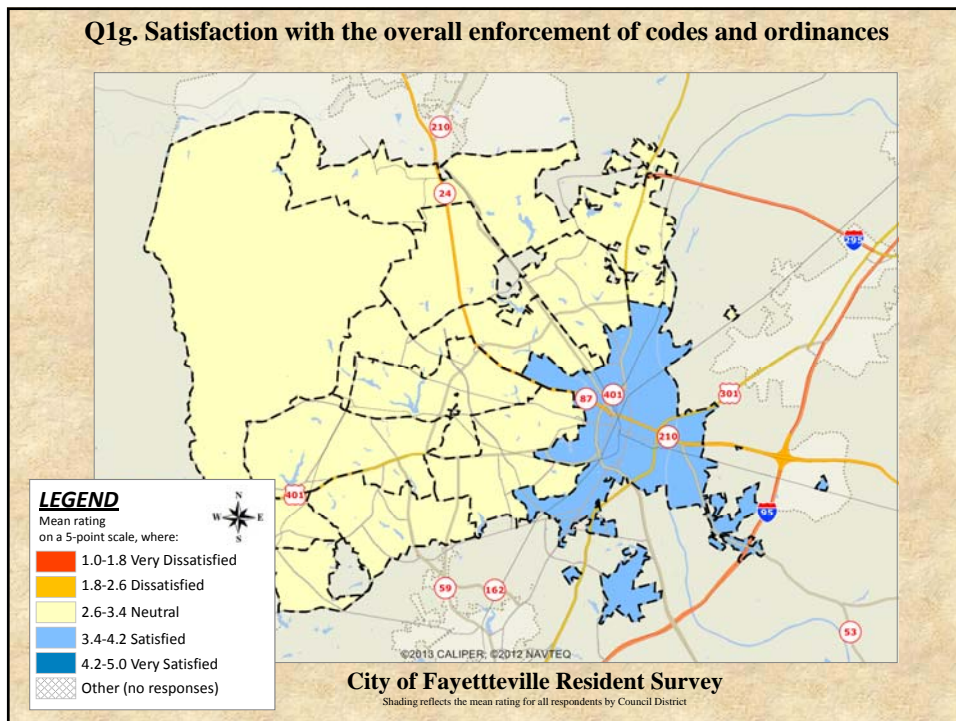 Q1g. Satisfaction with the overall enforcement of codes and ordinances
210
24
295
87
401
301
210
401
95
59
162
53
LEGEND
Mean rating
on a 5-point scale, where:
N
W E
S
1.0-1.8 Very Dissatisfied
1.8-2.6 Dissatisfied
2.6-3.4 Neutral
3.4-4.2 Satisfied
4.2-5.0 Very Satisfied
Other (no responses)
©2013 CALIPER; ©2012 NAVTEQ
City of Fayettteville Resident Survey
Shading reflects the mean rating for all respondents by Council District